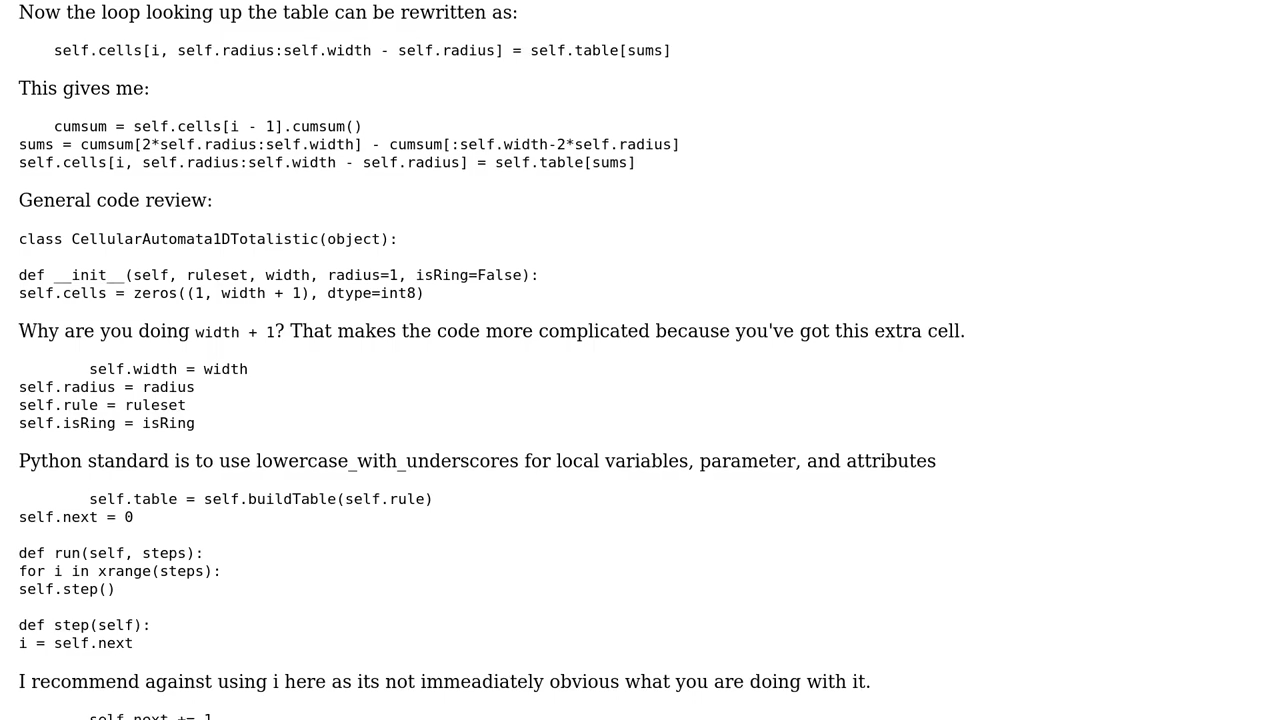 Now the loop looking up the table can be rewritten as:
self.cells[i, self.radius:self.width - self.radius] = self.table[sums]
This gives me:
cumsum = self.cells[i - 1].cumsum()
sums = cumsum[2*self.radius:self.width] - cumsum[:self.width-2*self.radius]
self.cells[i, self.radius:self.width - self.radius] = self.table[sums]
General code review:
class CellularAutomata1DTotalistic(object):
def __init__(self, ruleset, width, radius=1, isRing=False):
self.cells = zeros((1, width + 1), dtype=int8)
Why are you doing width + 1? That makes the code more complicated because you've got this extra cell.
self.width = width
self.radius = radius
self.rule = ruleset
self.isRing = isRing
Python standard is to use lowercase_with_underscores for local variables, parameter, and attributes
self.table = self.buildTable(self.rule)
self.next = 0
def run(self, steps):
for i in xrange(steps):
self.step()
def step(self):
i = self.next
I recommend against using i here as its not immeadiately obvious what you are doing with it.
self.next += 1